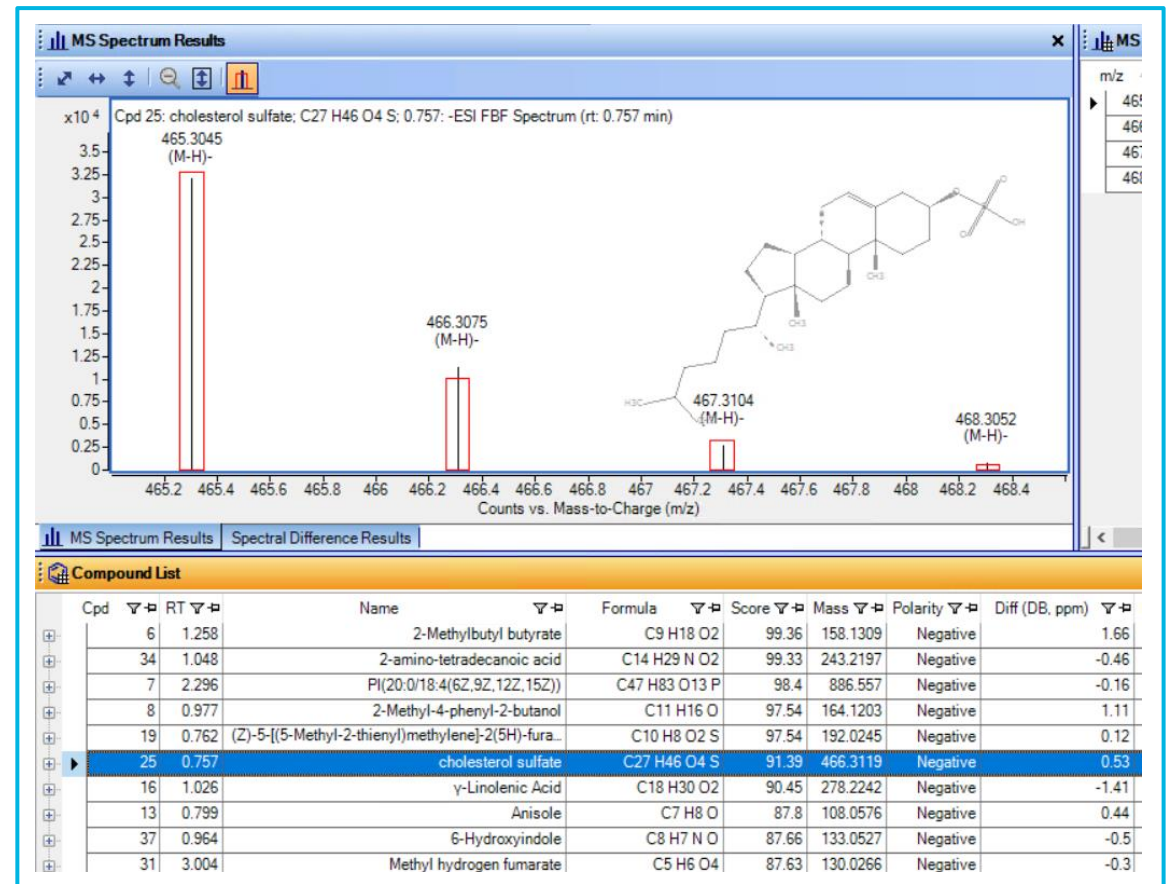 MS Spectrum Results
MS
m/z
x10 4
Cpd 25: cholesterol sulfate; C27 H46 O4 S; 0.757: -ESI FBF Spectrum (rt: 0.757 min)
465.3045
(M-H)-
3.5-
3.25-
3-
2.75-
2.5-
2.25-
2-
1.75-
1.5-
1.25-
1-
0.75-
0.5-
0.25-
0-
466.3075
(M-H)-
467.3104
(M-H)-
468.3052
(M-H)-
O
OH
O
O
CH3
CH3
CH3
H3C
465
466
467
468
465.2 465.4 465.6 465.8 466 466.2 466.4 466.6 466.8 467 467.2 467.4 467.6 467.8 468 468.2 468.4
Counts vs. Mass-to-Charge (m/z)
MS Spectrum Results Spectral Difference Results
Compound List
Cpd RT Name Formula Score Mass Polarity Diff (DB, ppm)
6 1.258 2-Methylbutyl butyrate C9 H18 O2 99.36 158.1309 Negative 1.66
34 1.048 2-amino-tetradecanoic acid C14 H29 N O2 99.33 243.2197 Negative -0.46
7 2.296 PI(20:0/18:4(6Z,9Z,12Z,15Z)) C47 H83 O13 P 98.4 886.557 Negative -0.16
8 0.977 2-Methyl-4-phenyl-2-butanol C11 H16 O 97.54 164.1203 Negative 1.11
19 0.762 (Z)-5-[(5-Methyl-2-thienyl)methylene]-2(5H)-fura... C10 H8 O2 S 97.54 192.0245 Negative 0.12
25 0.757 cholesterol sulfate C27 H46 O4 S 91.39 466.3119 Negative 0.53
16 1.026 γ-Linolenic Acid C18 H30 O2 90.45 278.2242 Negative -1.41
13 0.799 Anisole C7 H8 O 87.8 108.0576 Negative 0.44
37 0.964 6-Hydroxyindole C8 H7 N O 87.66 133.0527 Negative -0.5
31 3.004 Methyl hydrogen fumarate C5 H6 O4 87.63 130.0266 Negative -0.3